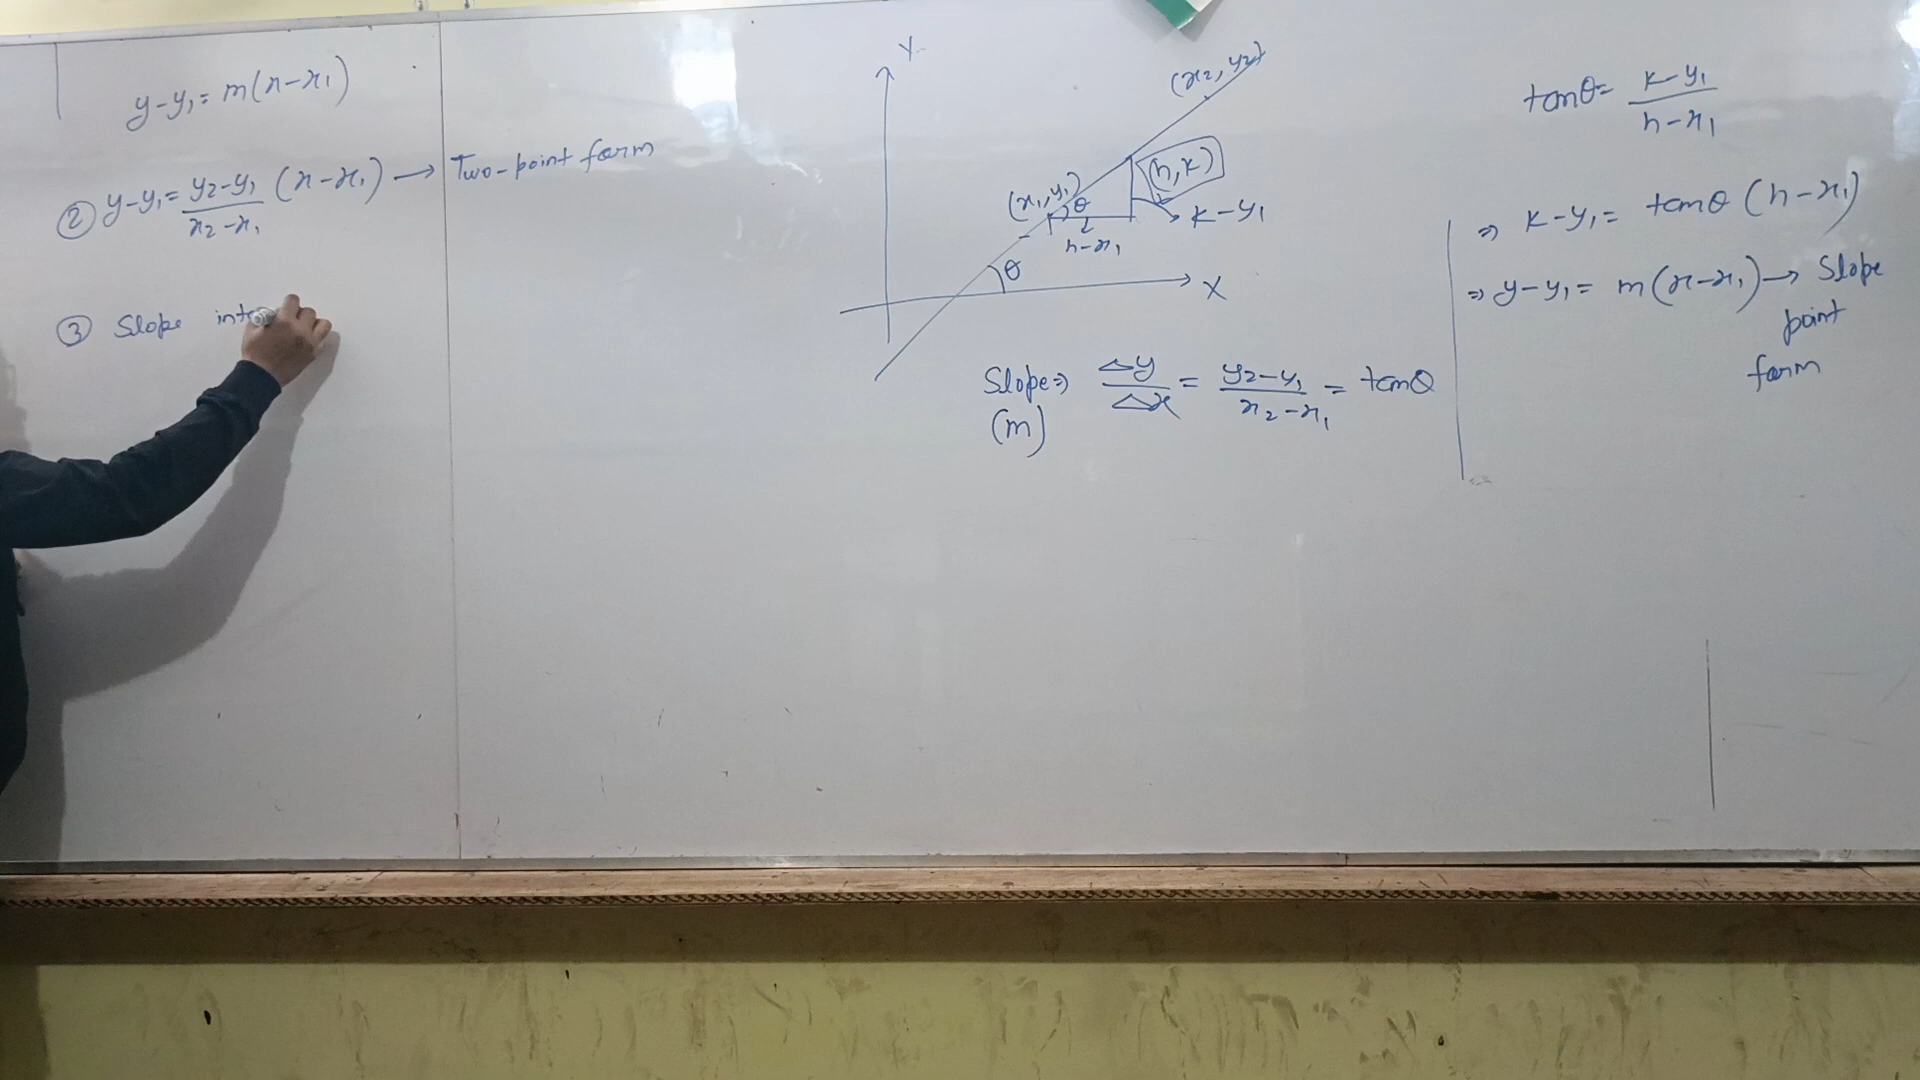 y-y₁ = m(x-x₁)
② y-y₁ = y₂-y₁/x₂-x₁ (x-x₁) → Two-point form
③ Slope inte
Y
(x₂, y₂)
(h, k)
(x₁, y₁)
θ
k-y₁
h-x₁
θ
X
Slope ⇒ Δy/Δx = y₂-y₁/x₂-x₁ = tanθ
(m)
tanθ = k-y₁/h-x₁
⇒ k-y₁ = tanθ (h-x₁)
⇒ y-y₁ = m(x-x₁) → Slope
point
form